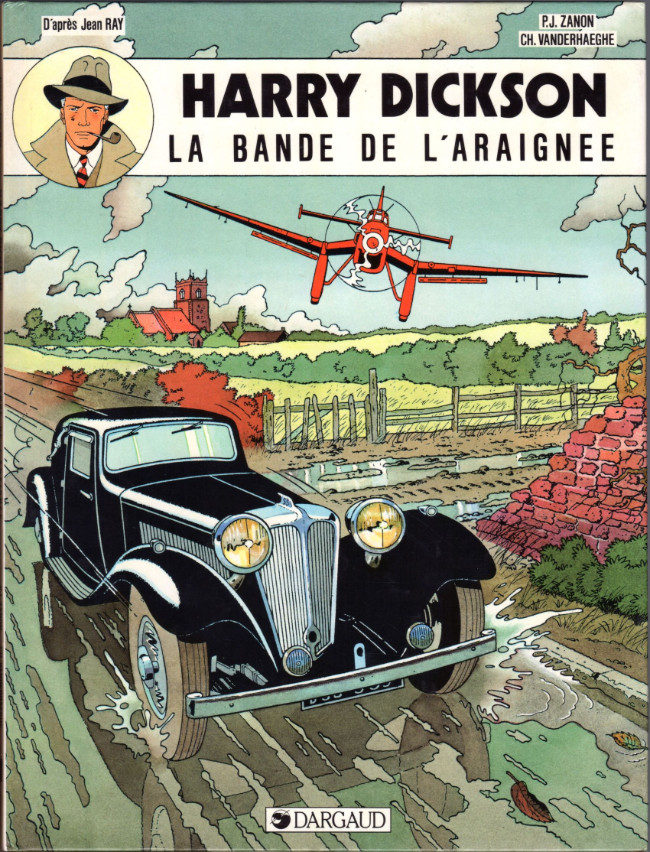 D'après Jean RAY
P.J. ZANON
CH. VANDERHAEGHE
HARRY DICKSON
LA BANDE DE L'ARAIGNEE
DARGAUD